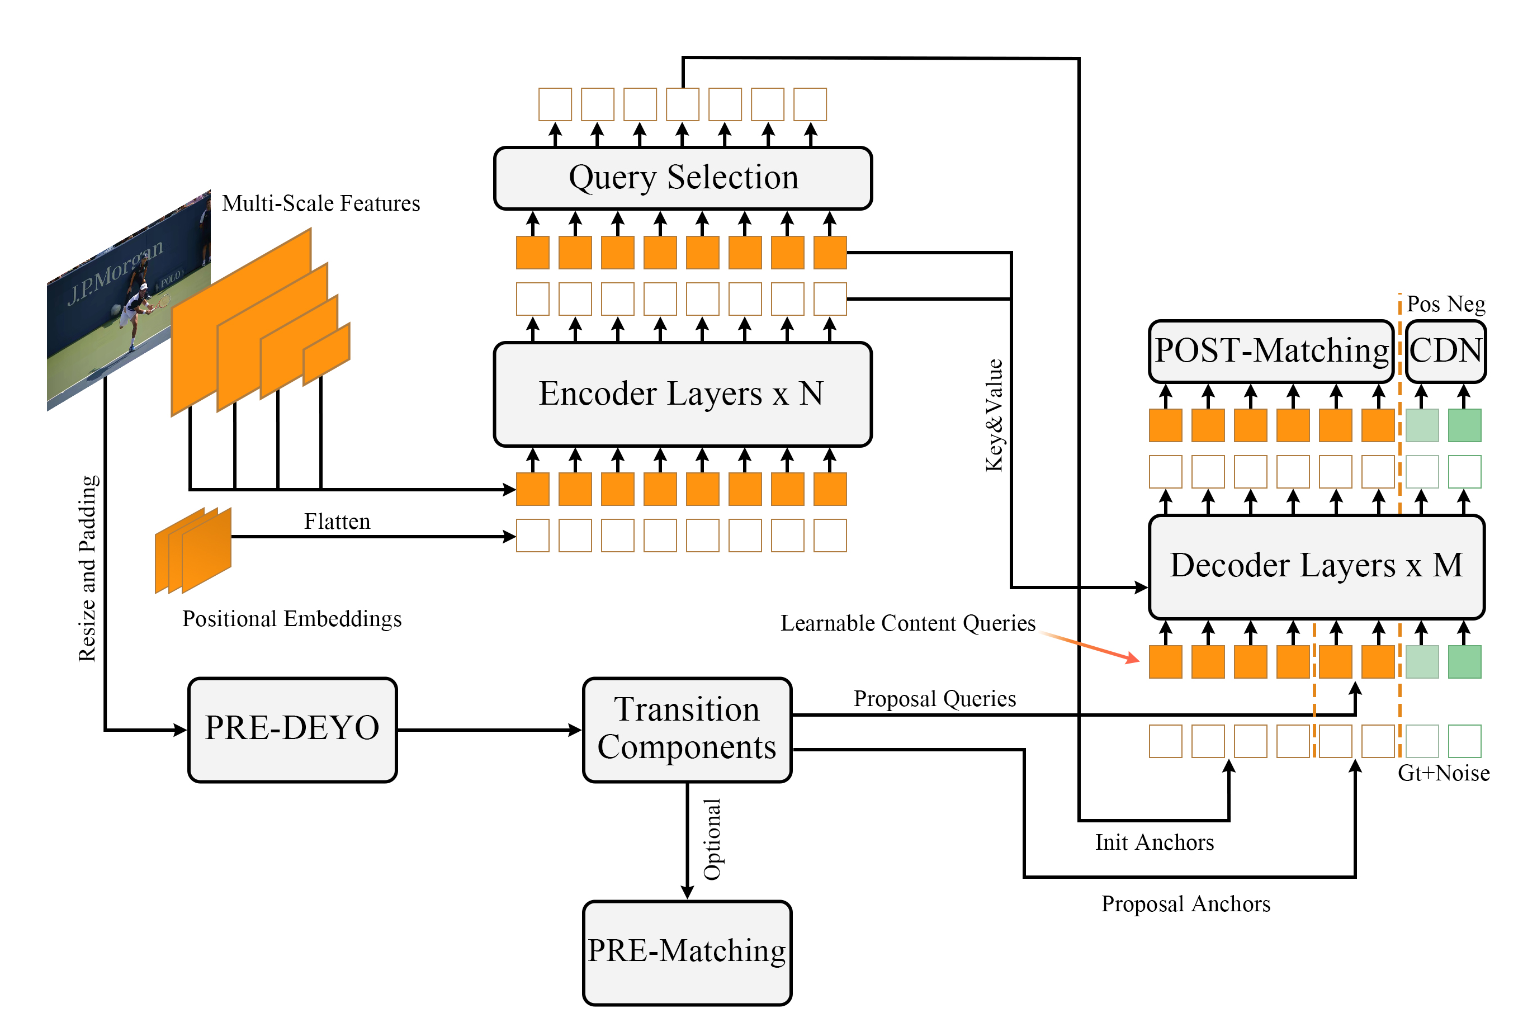 Query Selection
Multi-Scale Features
J.P.Morgan
POLO
Pos Neg
POST-Matching
CDN
Encoder Layers x N
Key&Value
Flatten
Resize and Padding
Positional Embeddings
Decoder Layers x M
Learnable Content Queries
PRE-DEYO
Transition
Components
Proposal Queries
Gt+Noise
Optional
Init Anchors
Proposal Anchors
PRE-Matching